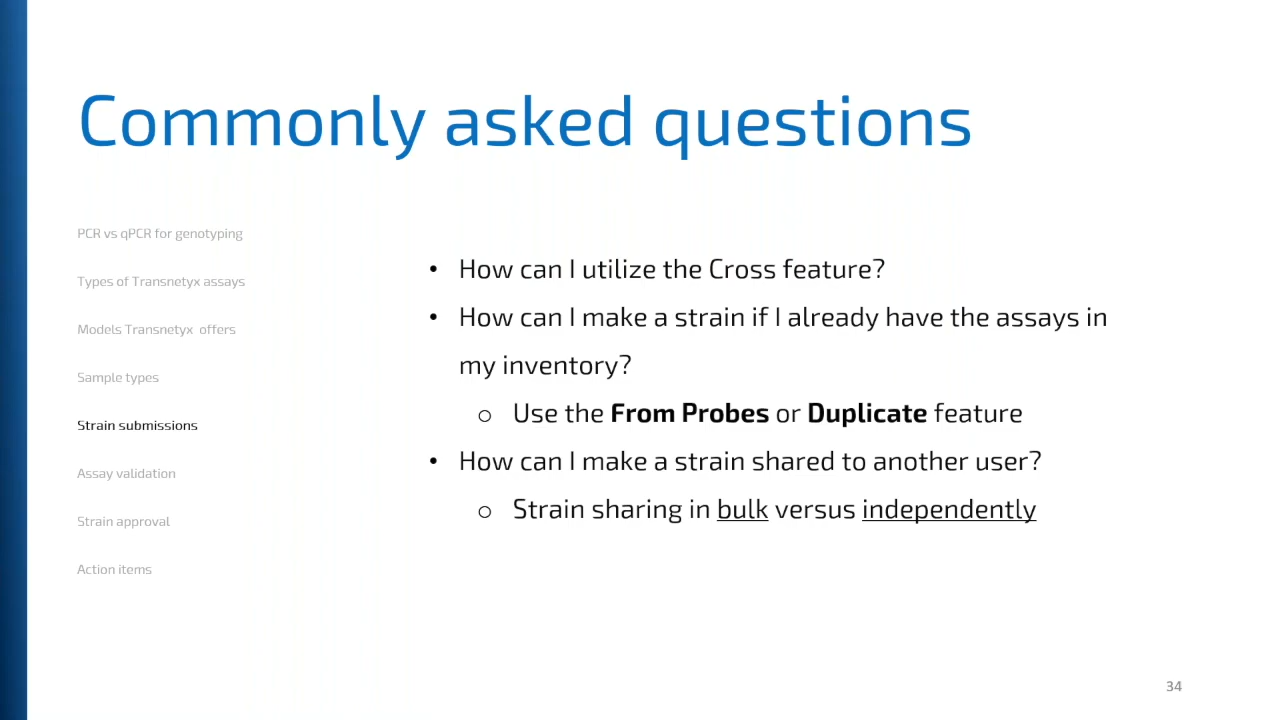 Commonly asked questions
PCR vs qPCR for genotyping
Types of Transnetyx assays
Models Transnetyx  offers
Sample types
Strain submissions
Assay validation
Strain approval
Action items
• How can I utilize the Cross feature?
• How can I make a strain if I already have the assays in
my inventory?
o Use the From Probes or Duplicate feature
• How can I make a strain shared to another user?
o Strain sharing in bulk versus independently
34